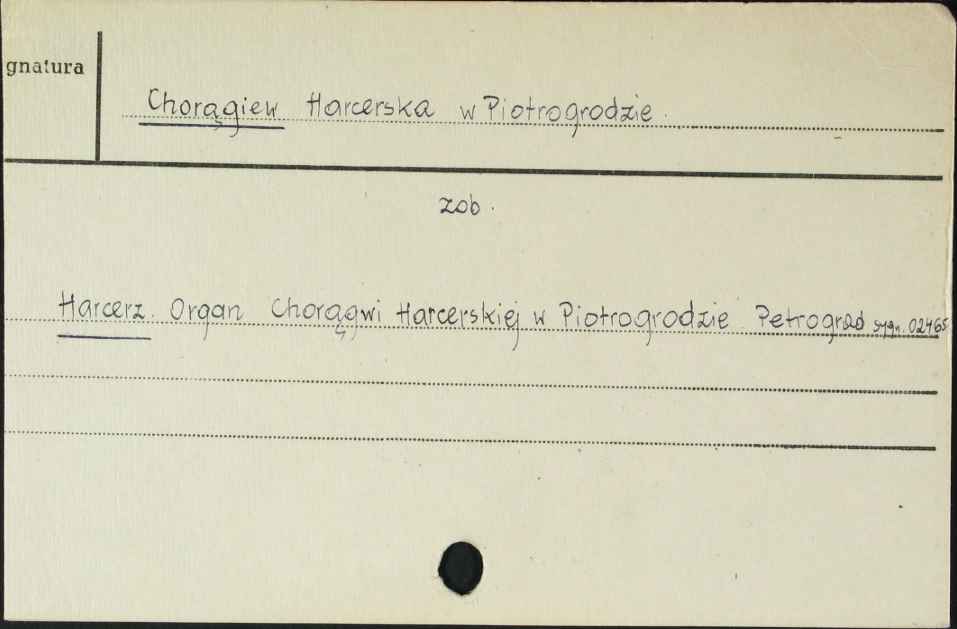 gnatura
Chorągiew Harcerska w Piotrogrodzie.
zob.
Harcerz. Organ Chorągwi Harcerskiej w Piotrogrodzie. Petrograd sygn. 02465